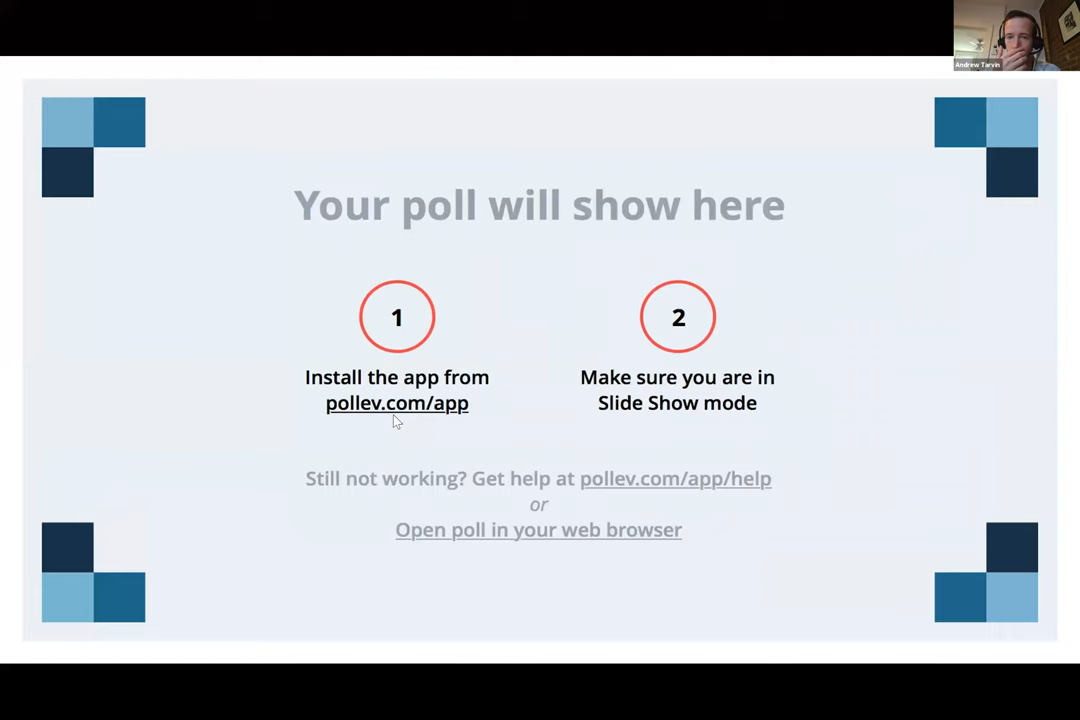 Andrew Tarvin
Your poll will show here
1
Install the app from
pollev.com/app
2
Make sure you are in
Slide Show mode
Still not working? Get help at pollev.com/app/help
or
Open poll in your web browser